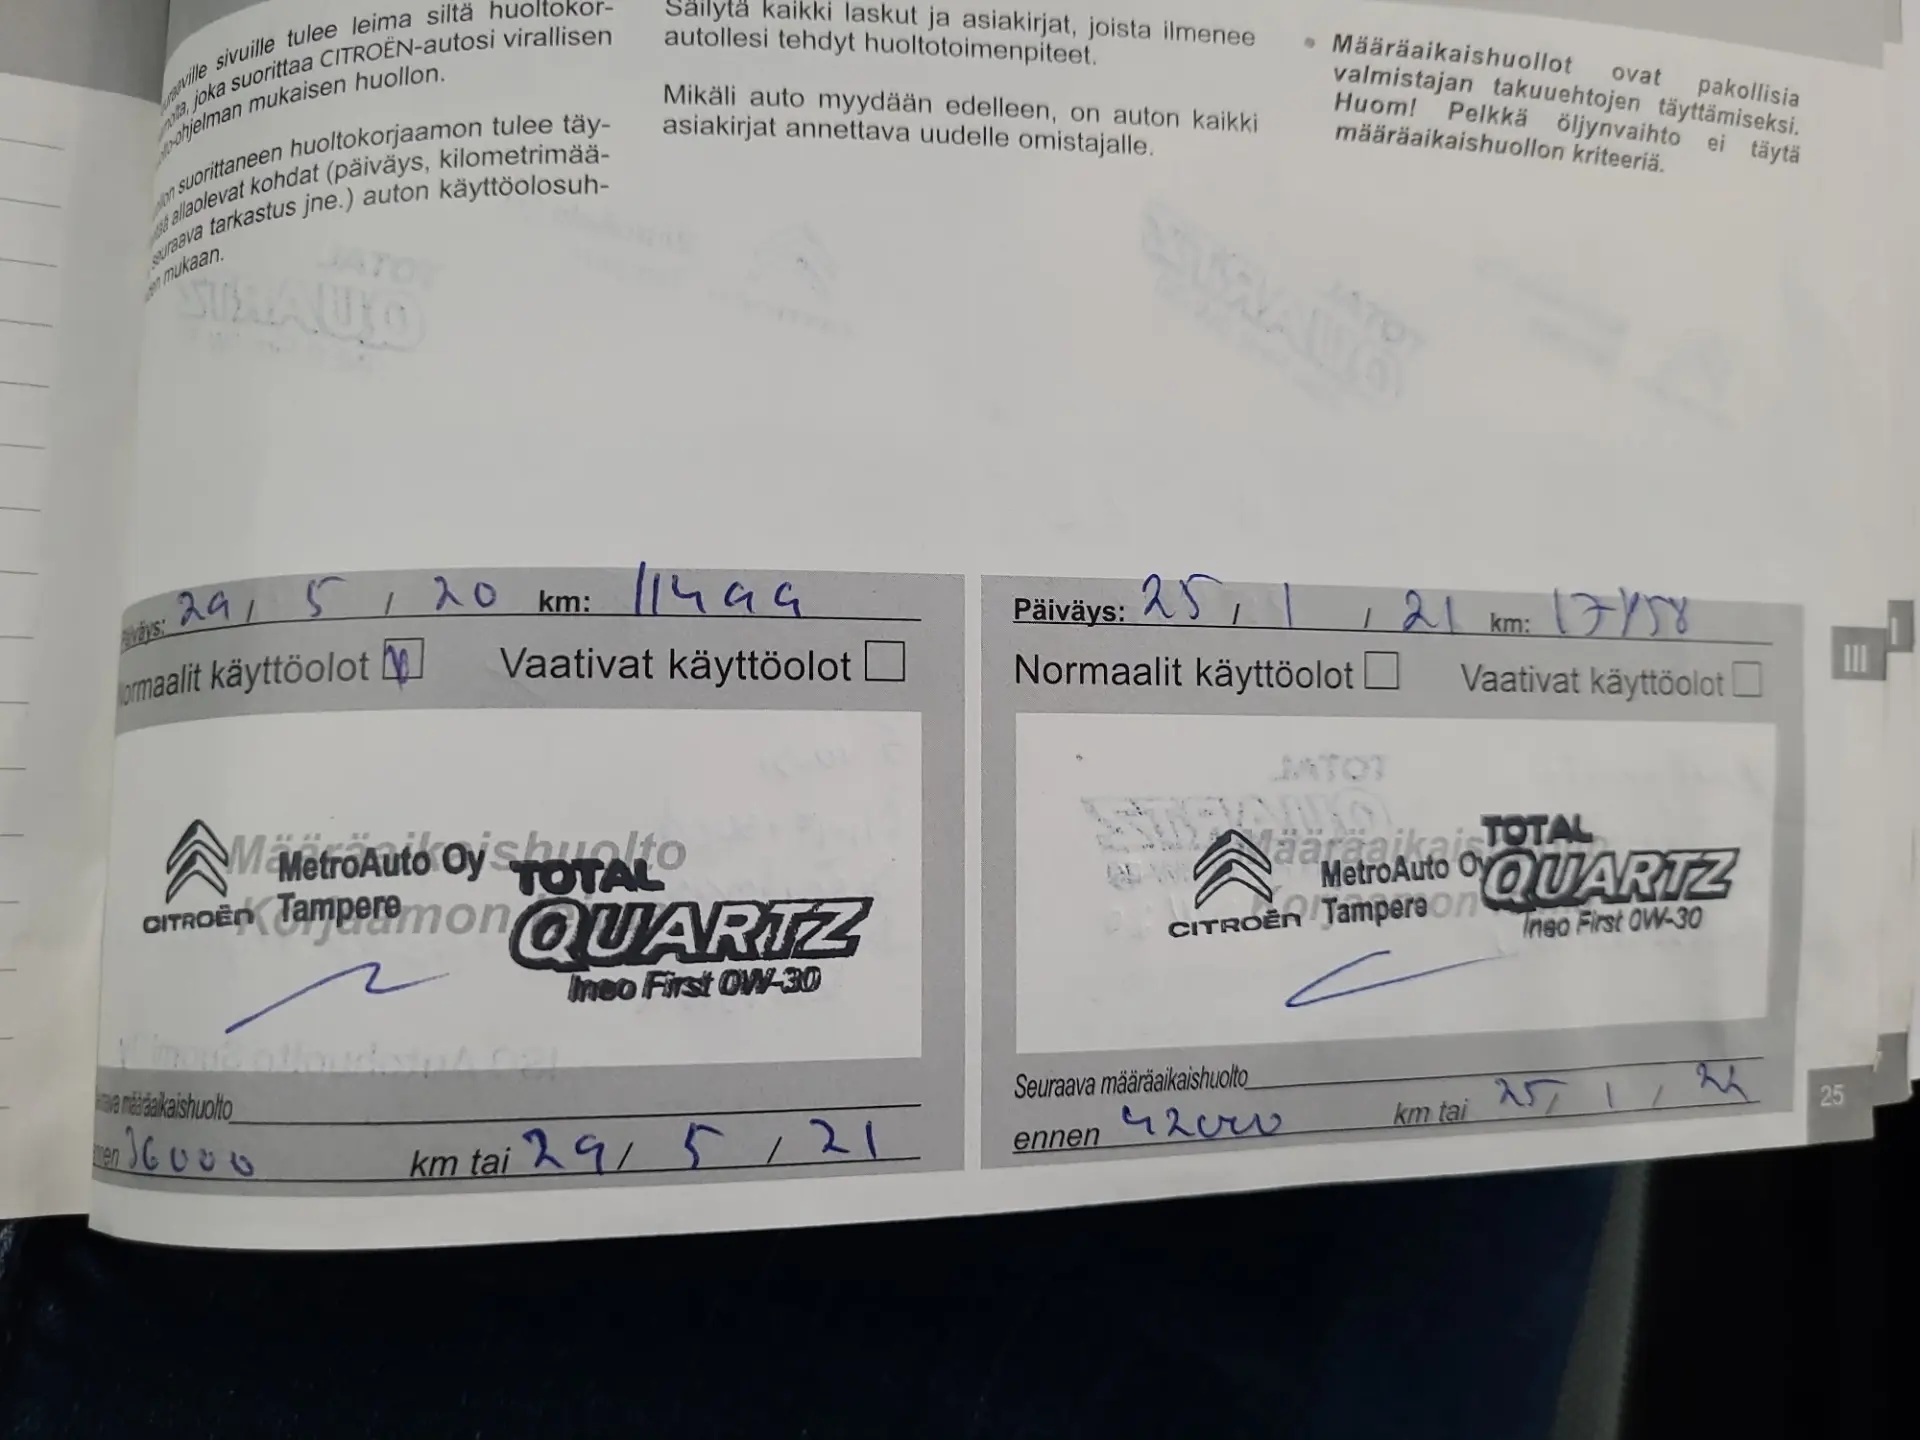 sivuille tulee leima siltä huoltokor-
joka suorittaa CITROËN-autosi virallisen
mukaisen huollon.
suorittaneen huoltokorjaamon tulee täy-
allaolevat kohdat (päiväys, kilometrimää-
seuraava tarkastus jne.) auton käyttöolosuh-
mukaan.
Säilytä kaikki laskut ja asiakirjat, joista ilmenee
autollesi tehdyt huoltotoimenpiteet.
Mikäli auto myydään edelleen, on auton kaikki
asiakirjat annettava uudelle omistajalle.
• Määräaikaishuollot ovat pakollisia
valmistajan takuuehtojen täyttämiseksi.
Huom! Pelkkä öljynvaihto ei täytä
määräaikaishuollon kriteeriä.
Päiväys: 29 / 5 / 20 km: 11499
Normaalit käyttöolot Vaativat käyttöolot
Määräaikaishuolto
MetroAuto Oy
CITROËN Tampere
Korjaamon
TOTAL
QUARTZ
Ineo First 0W-30
määräaikaishuolto
36000 km tai 29 / 5 / 21
Päiväys: 25 / 1 / 21 km: 17158
Normaalit käyttöolot Vaativat käyttöolot
MetroAuto Oy
CITROËN Tampere
Korjaamon
TOTAL
QUARTZ
Ineo First 0W-30
Seuraava määräaikaishuolto
ennen 42000 km tai 25 / 1 / 22
III
I
25